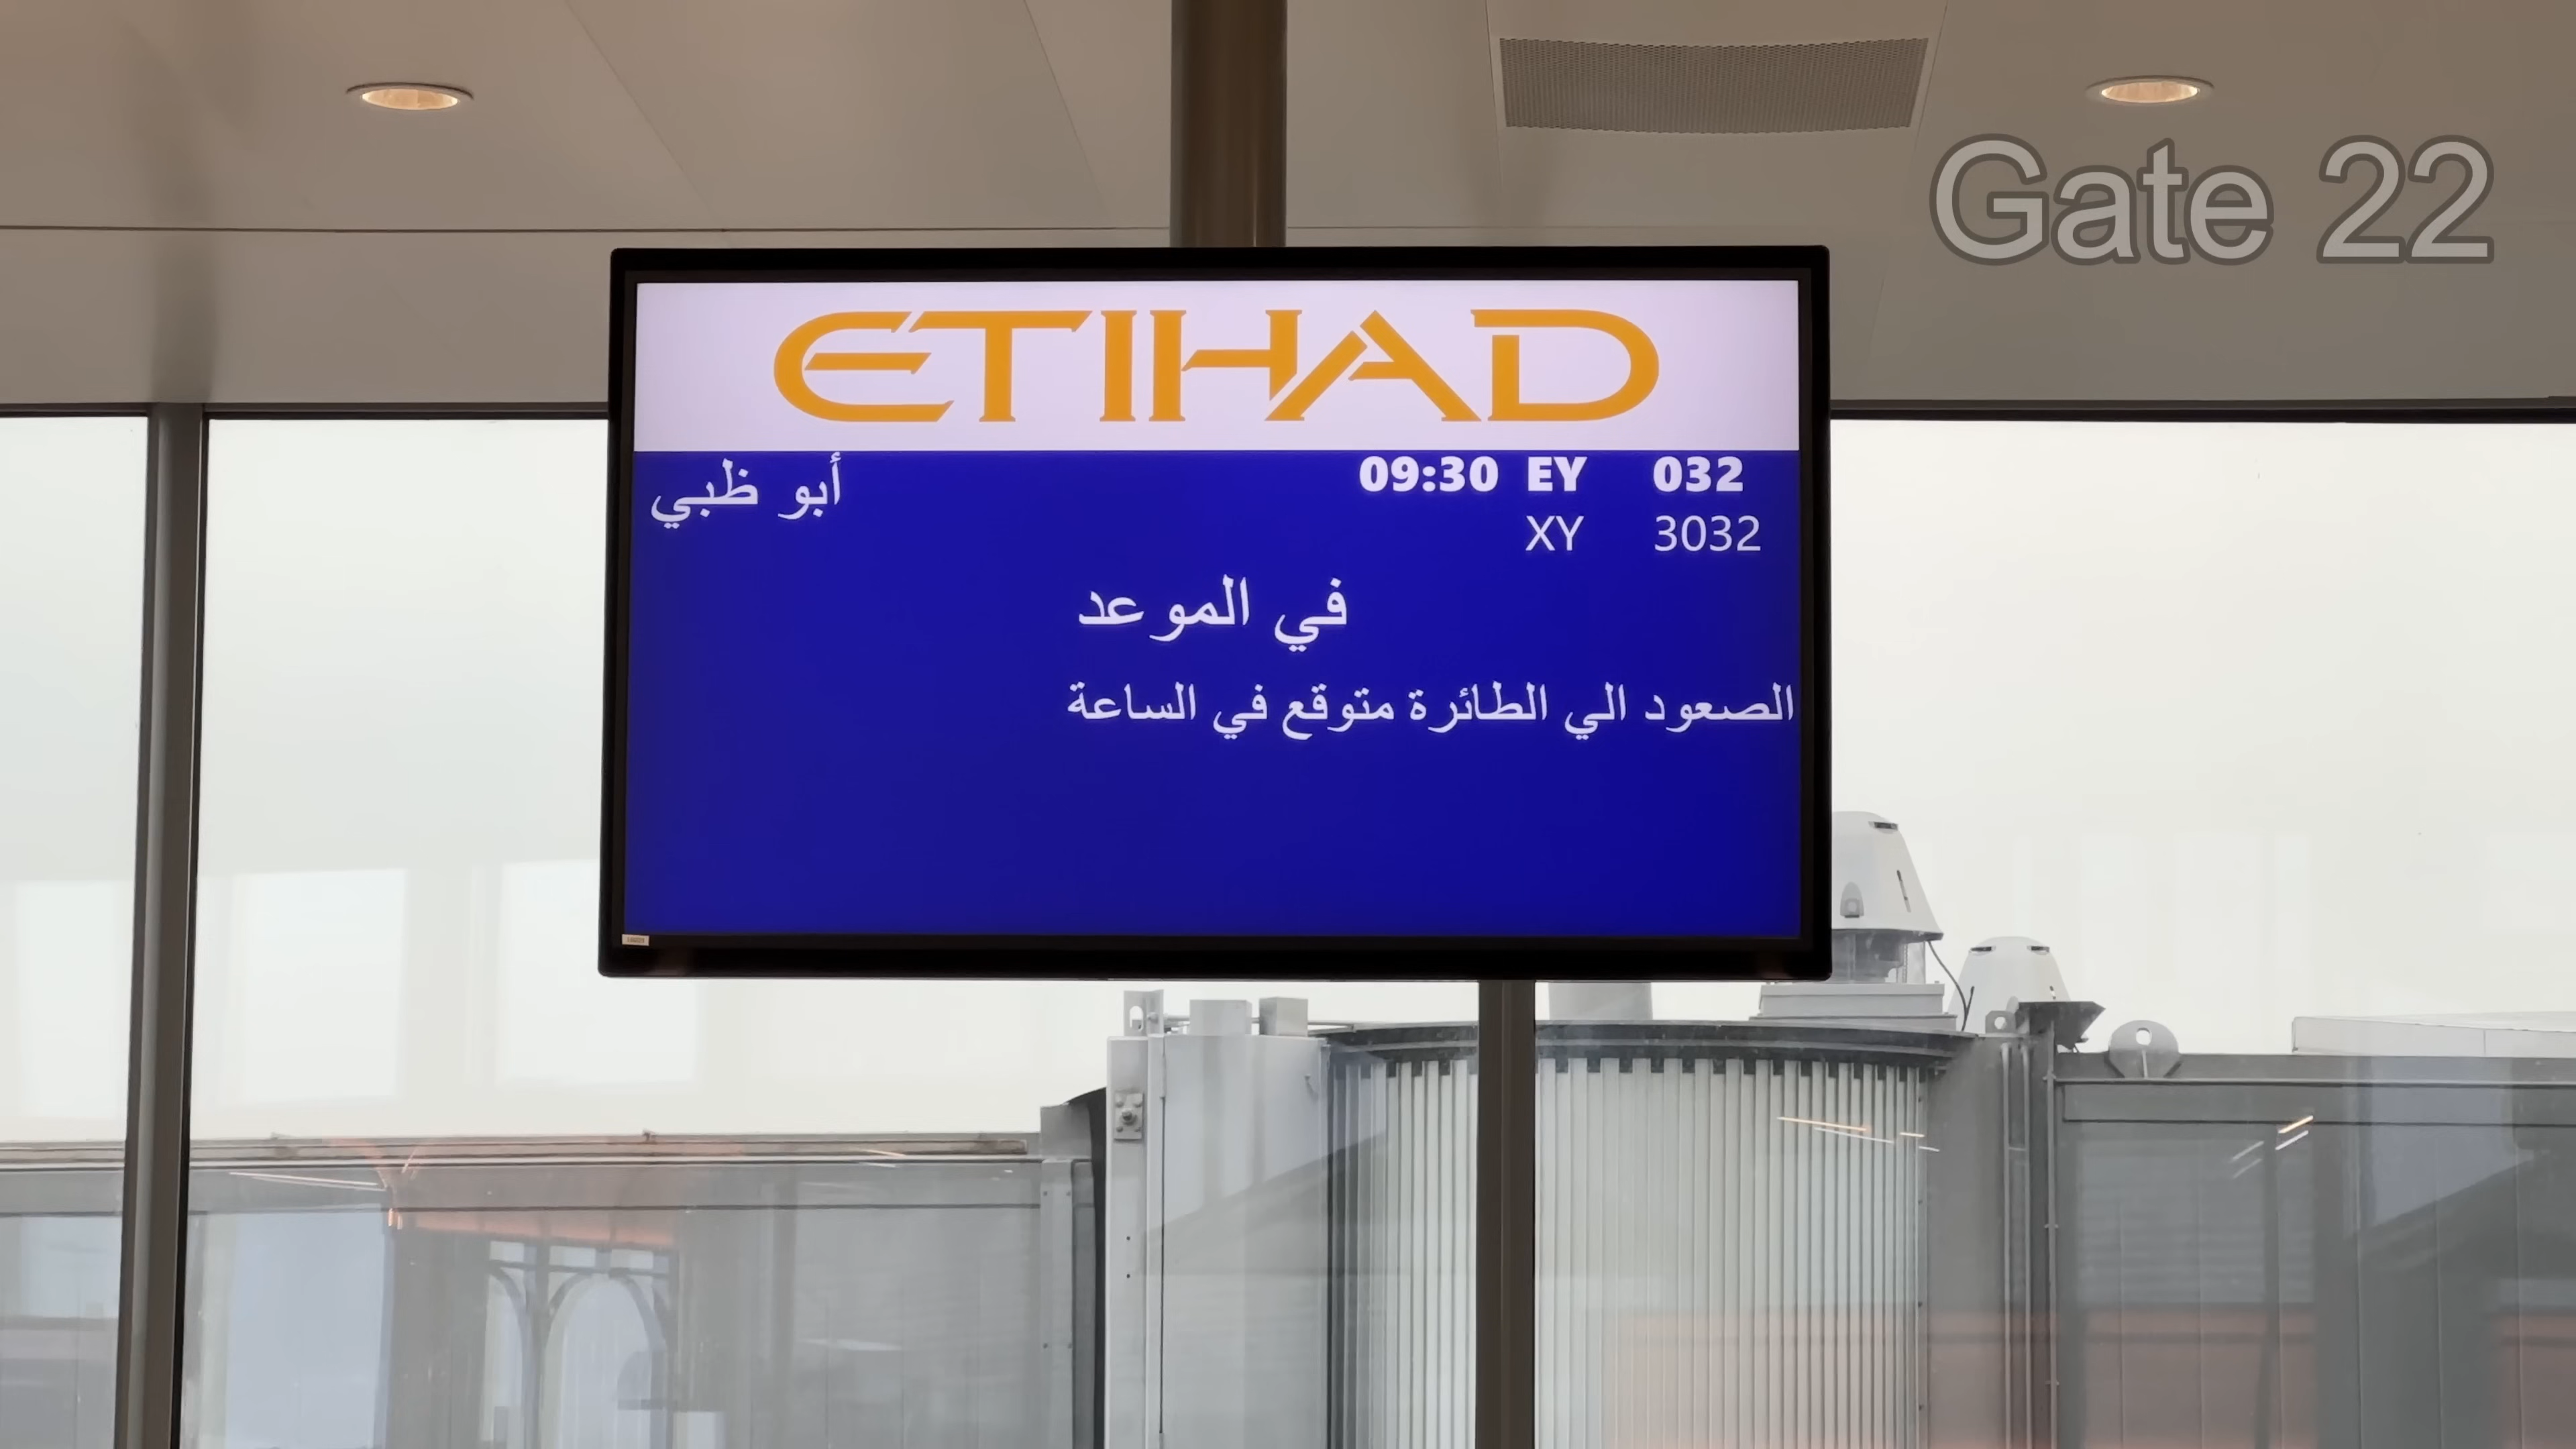 Gate 22
ETIHAD
أبو ظبي 09:30 EY 032
XY 3032
في الموعد
الصعود الي الطائرة متوقع في الساعة